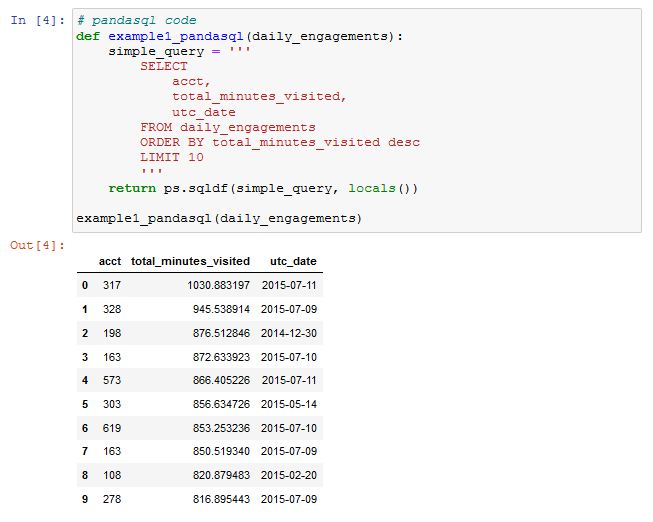 In [4]: # pandasql code
def example1_pandasql(daily_engagements):
    simple_query = '''
        SELECT
            acct,
            total_minutes_visited,
            utc_date
        FROM daily_engagements
        ORDER BY total_minutes_visited desc
        LIMIT 10
        '''
    return ps.sqldf(simple_query, locals())
example1_pandasql(daily_engagements)
Out[4]:
acct total_minutes_visited utc_date
0 317 1030.883197 2015-07-11
1 328 945.538914 2015-07-09
2 198 876.512846 2014-12-30
3 163 872.633923 2015-07-10
4 573 866.405226 2015-07-11
5 303 856.634726 2015-05-14
6 619 853.253236 2015-07-10
7 163 850.519340 2015-07-09
8 108 820.879483 2015-02-20
9 278 816.895443 2015-07-09